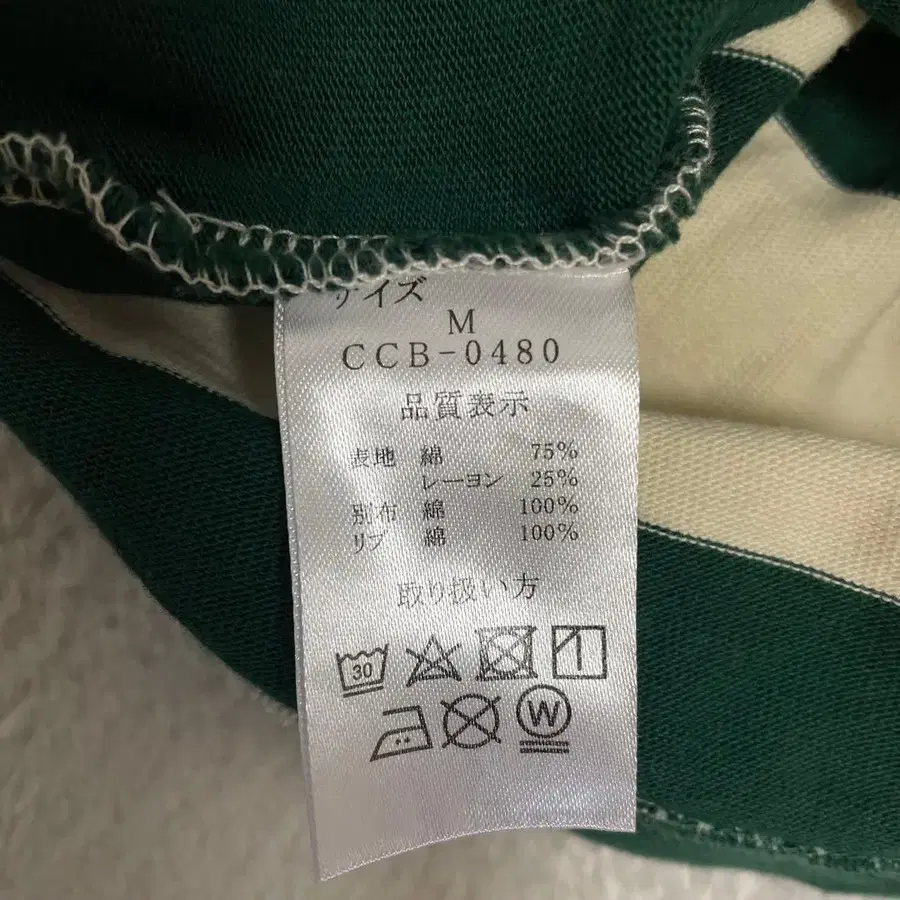 サイズ
M
CCB-0480
品質表示
表地 綿 75%
レーヨン 25%
別布 綿 100%
リブ 綿 100%
取り扱い方
30
W